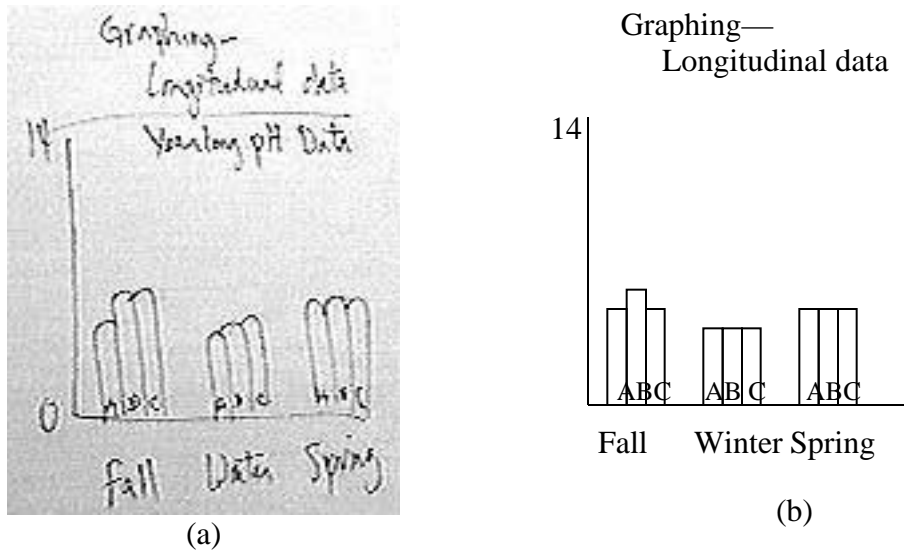 Graphing—
Longitudinal data
14
Yearlong pH Data
A B C
A B C
A B C
0
Fall
Spring
(a)
Graphing—
Longitudinal data
14
ABC
AB C
ABC
Fall
Winter Spring
(b)